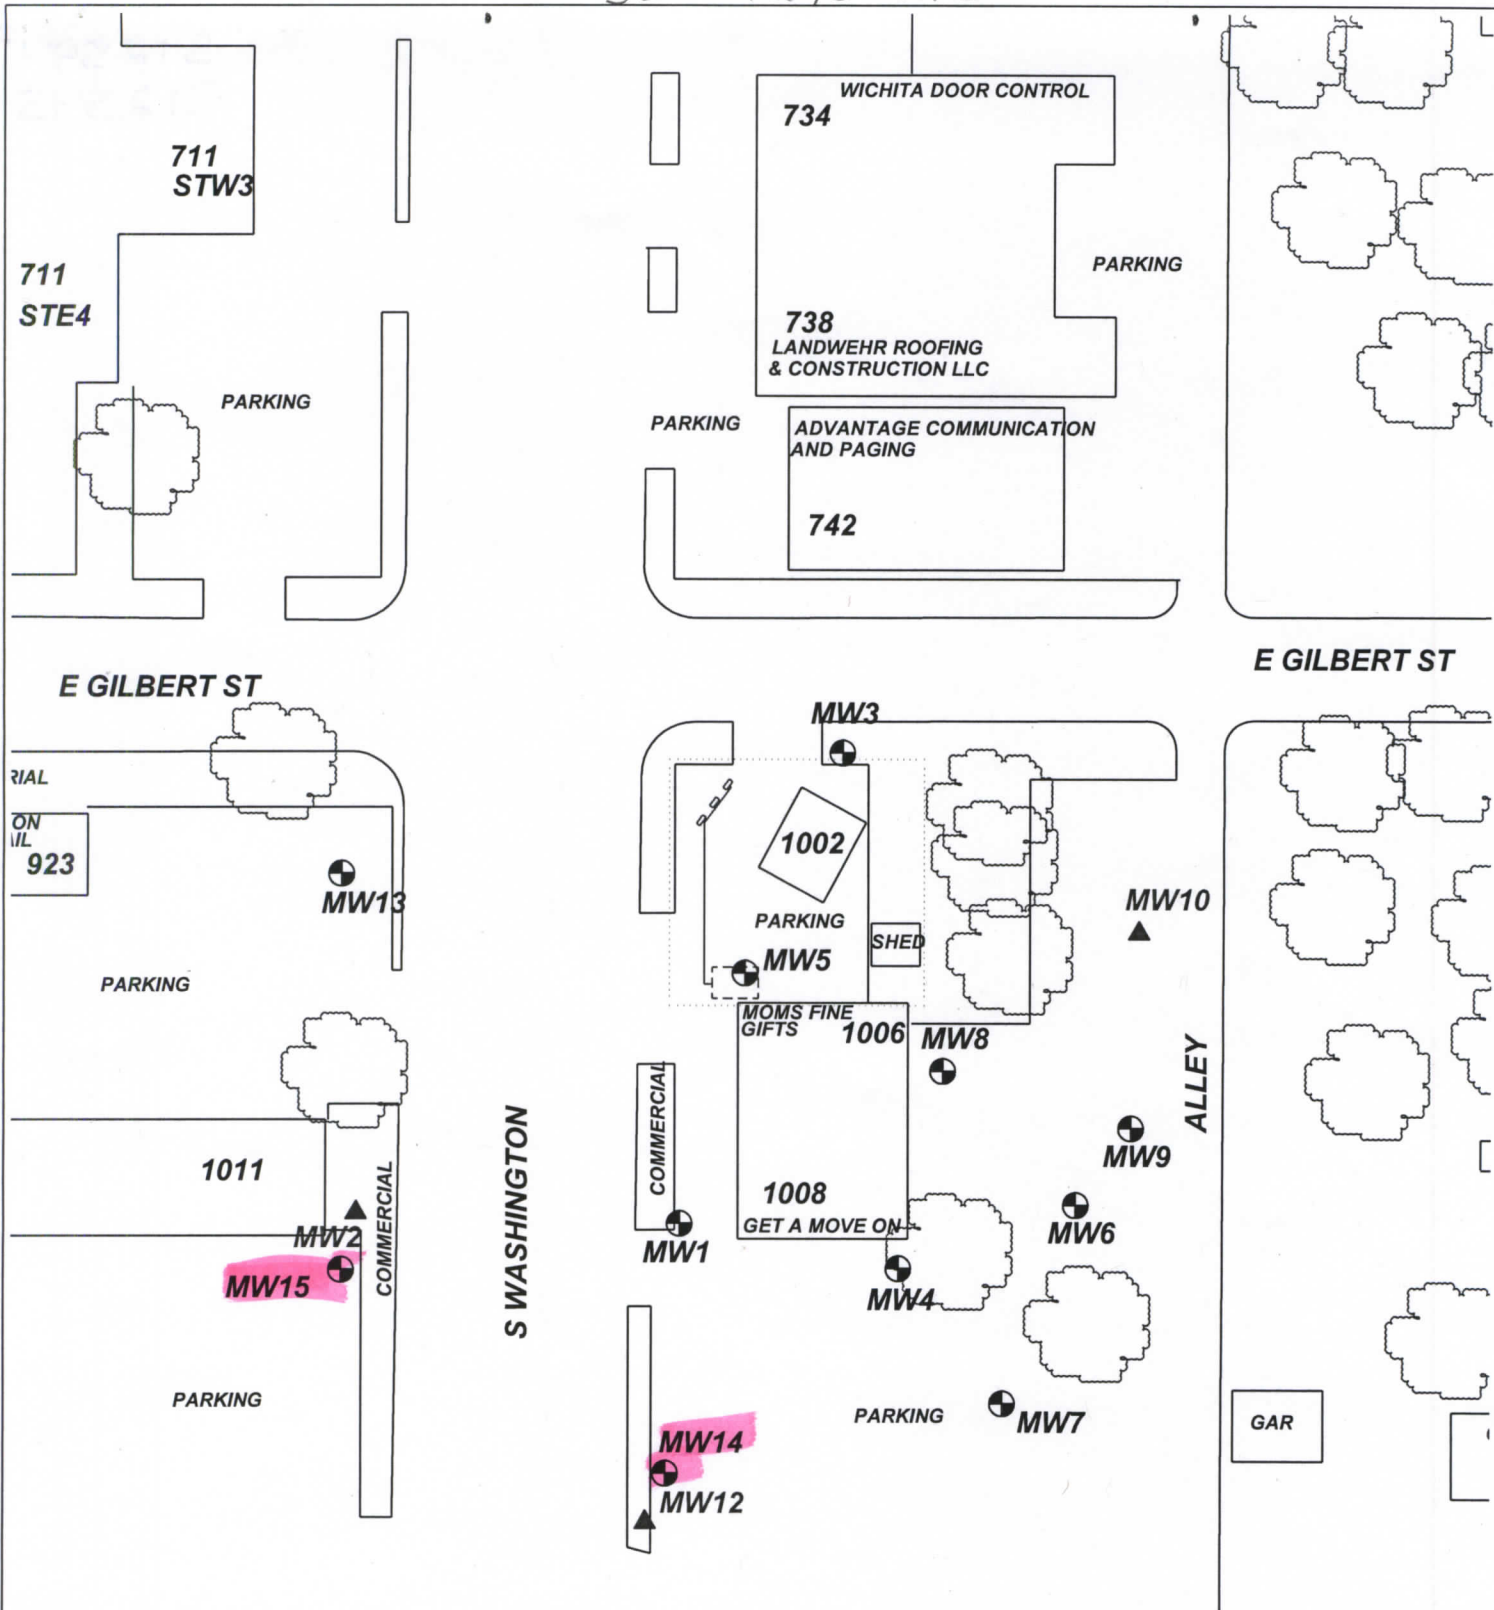 WICHITA DOOR CONTROL
734
711
STW3
711
STE4
PARKING
738
LANDWEHR ROOFING
& CONSTRUCTION LLC
PARKING
PARKING
ADVANTAGE COMMUNICATION
AND PAGING
742
E GILBERT ST
E GILBERT ST
MW3
RIAL
ON
923
MW13
1002
PARKING
SHED
MW10
MW5
PARKING
MOMS FINE
GIFTS
1006
MW8
ALLEY
COMMERCIAL
S WASHINGTON
MW9
1011
COMMERCIAL
1008
GET A MOVE ON
MW6
MW2
MW1
MW15
MW4
PARKING
PARKING
MW7
GAR
MW14
MW12